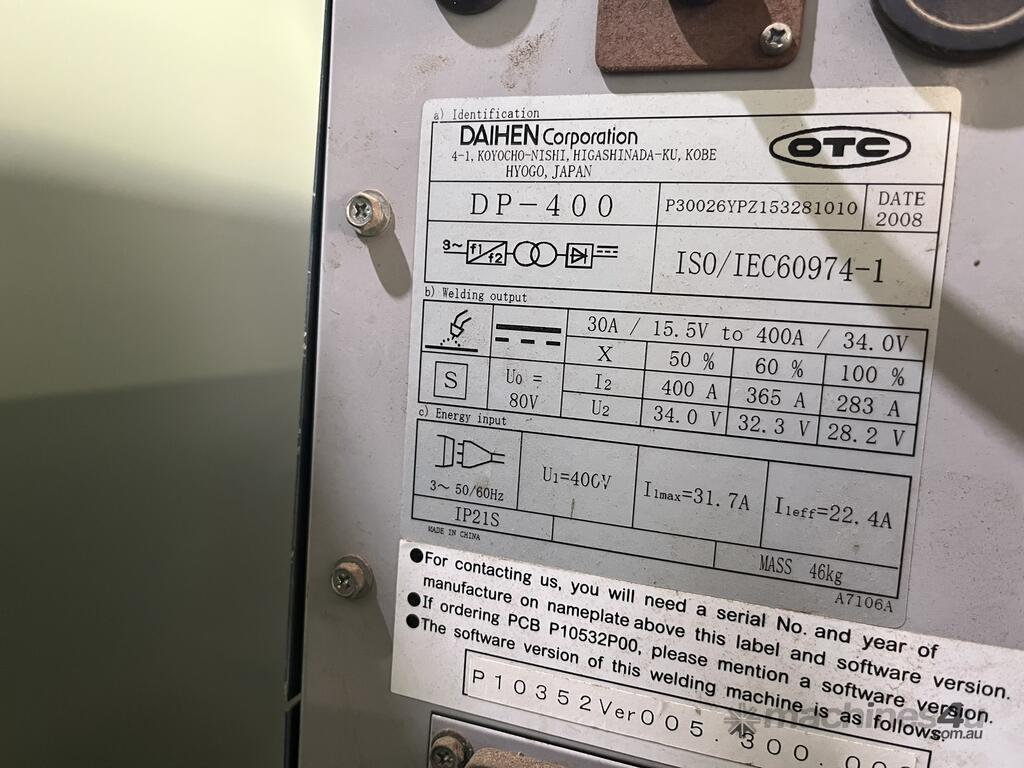 a) Identification
DAIHEN Corporation
4-1, KOYOCHO-NISHI, HIGASHINADA-KU, KOBE
HYOGO, JAPAN
OTC
DP-400
P30026YPZ153281010
DATE
2008
3~ f1/f2
ISO/IEC60974-1
b) Welding output
30A / 15.5V to 400A / 34.0V
X 50 % 60 % 100 %
S
U0 =
80V
I2 400 A 365 A 283 A
U2 34.0 V 32.3 V 28.2 V
c) Energy input
3~ 50/60Hz
U1=400V
I1max=31.7A
I1eff=22.4A
IP21S
MADE IN CHINA
MASS 46kg
A7106A
●For contacting us, you will need a serial No. and year of
manufacture on nameplate above this label and software version.
●If ordering PCB P10532P00, please mention a software version.
●The software version of this welding machine is as follows.
P10352Ver005.300.00
machines4u
.com.au